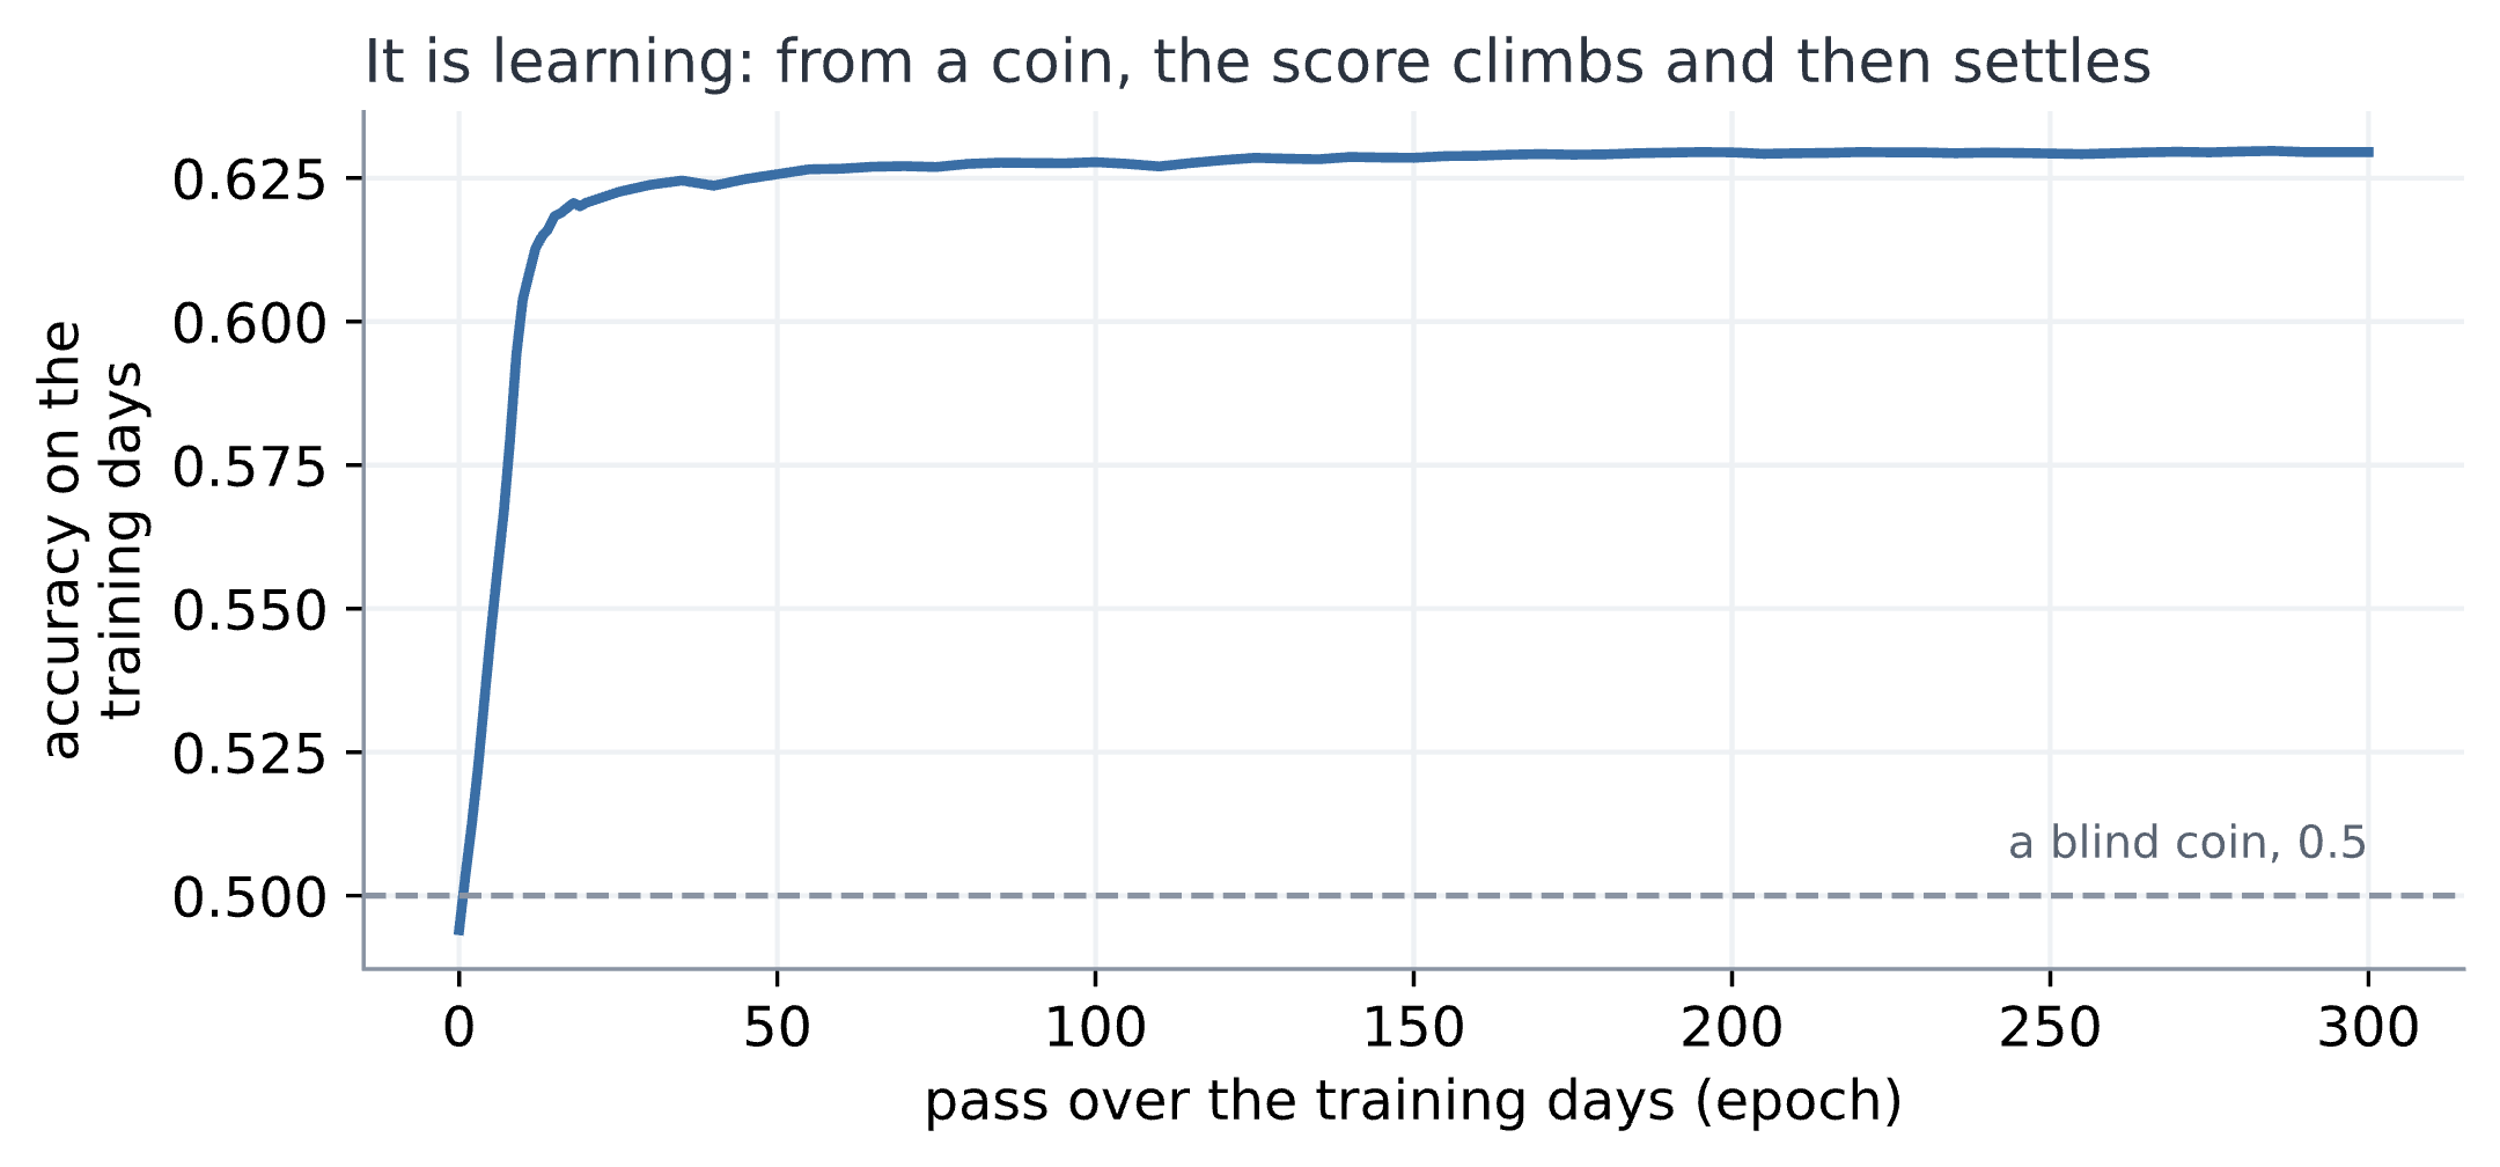 It is learning: from a coin, the score climbs and then settles
accuracy on the
training days
0.625
0.600
0.575
0.550
0.525
0.500
a blind coin, 0.5
0
50
100
150
200
250
300
pass over the training days (epoch)